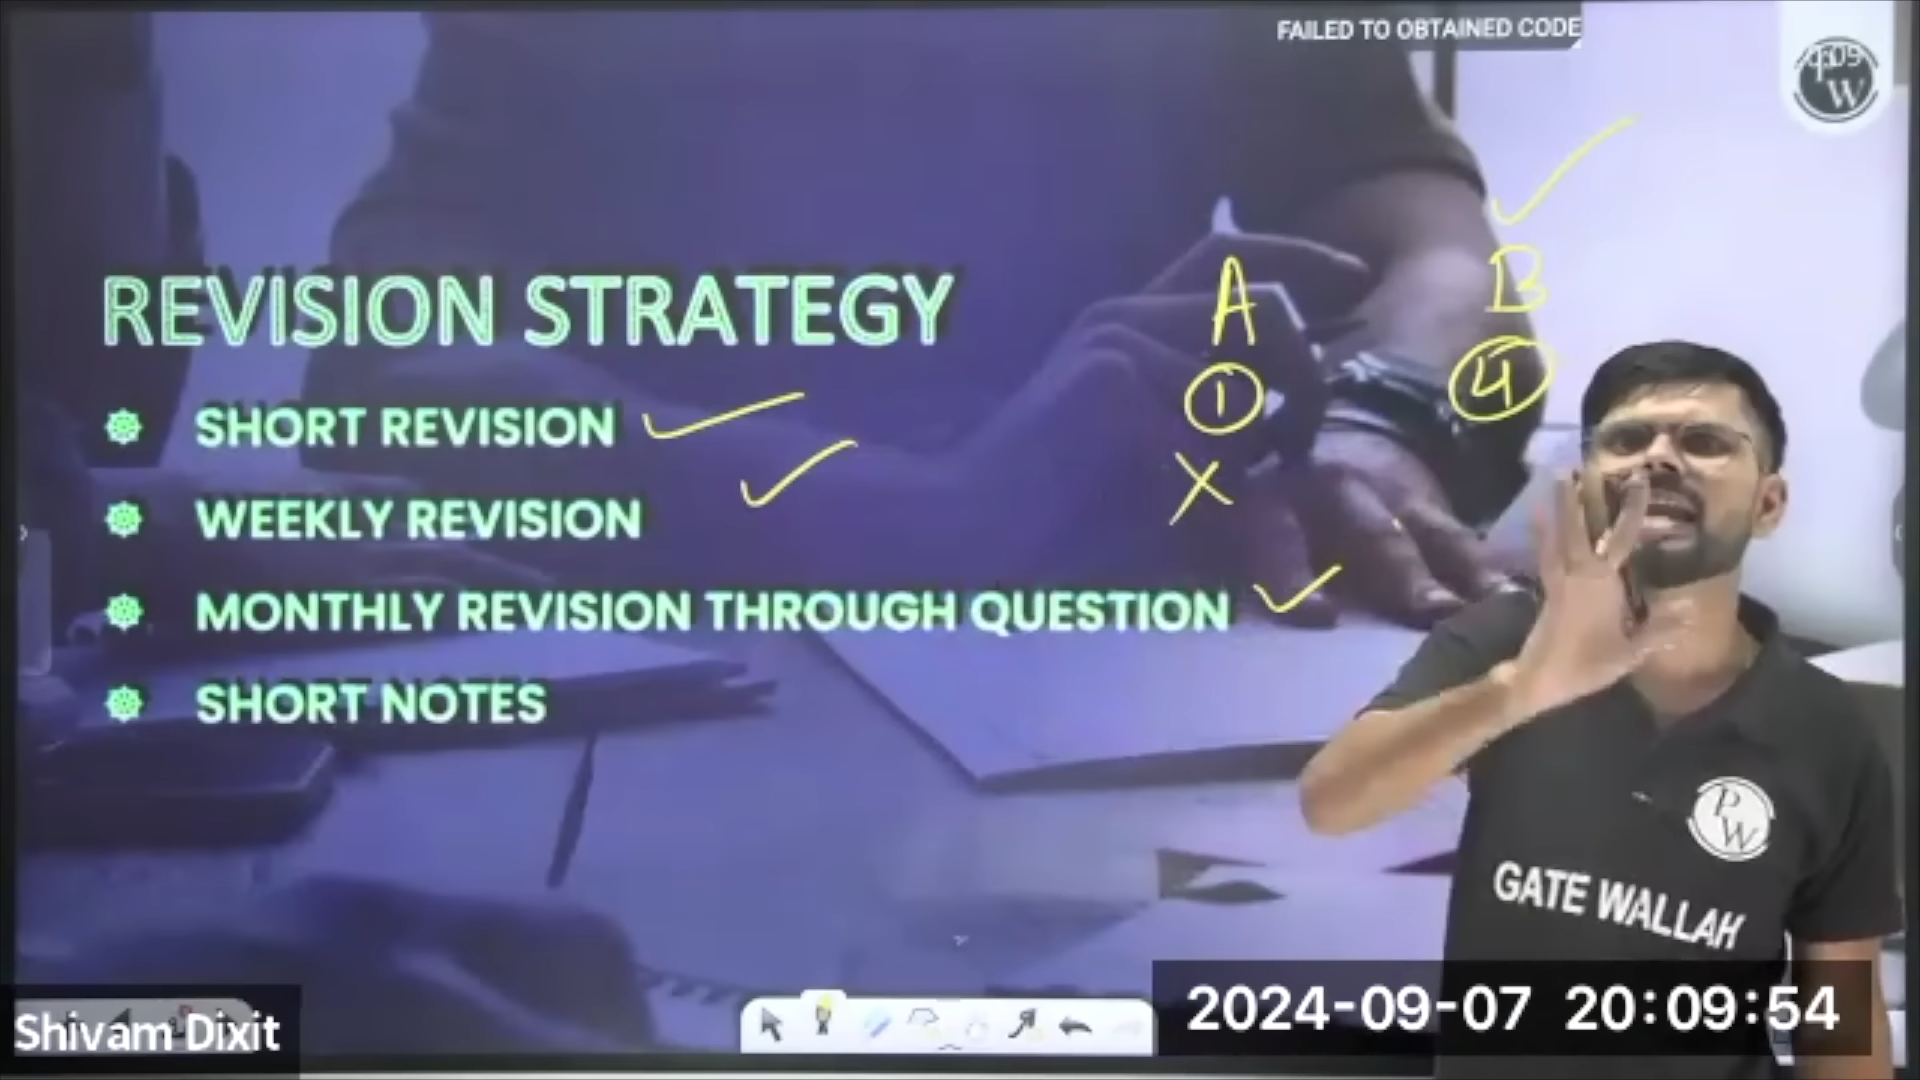 FAILED TO OBTAINED CODE
P
W
A
B
REVISION STRATEGY
1
4
SHORT REVISION
X
WEEKLY REVISION
MONTHLY REVISION THROUGH QUESTION
SHORT NOTES
P
W
GATE WALLAH
2024-09-07 20:09:54
Shivam Dixit